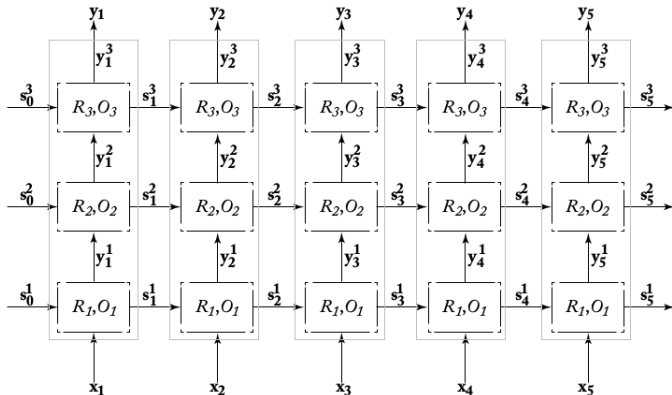 y₁ y₂ y₃ y₄ y₅
y₁³ y₂³ y₃³ y₄³ y₅³
s₀³ R₃,O₃ s₁³ R₃,O₃ s₂³ R₃,O₃ s₃³ R₃,O₃ s₄³ R₃,O₃ s₅³
y₁² y₂² y₃² y₄² y₅²
s₀² R₂,O₂ s₁² R₂,O₂ s₂² R₂,O₂ s₃² R₂,O₂ s₄² R₂,O₂ s₅²
y₁¹ y₂¹ y₃¹ y₄¹ y₅¹
s₀¹ R₁,O₁ s₁¹ R₁,O₁ s₂¹ R₁,O₁ s₃¹ R₁,O₁ s₄¹ R₁,O₁ s₅¹
x₁ x₂ x₃ x₄ x₅